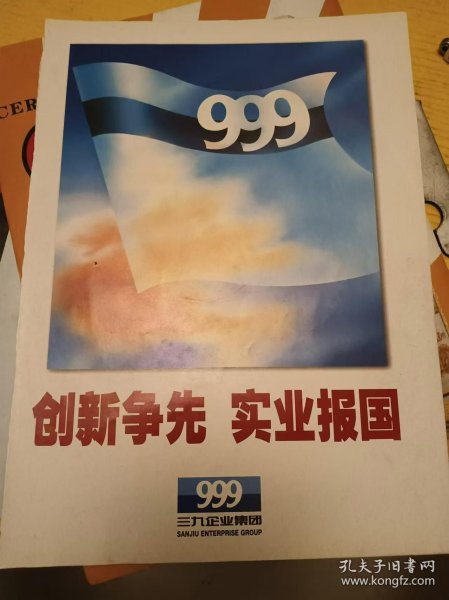 CER
999
创新争先 实业报国
999
三九企业集团
SANJIU ENTERPRISE GROUP
孔夫子旧书网
www.kongfz.com